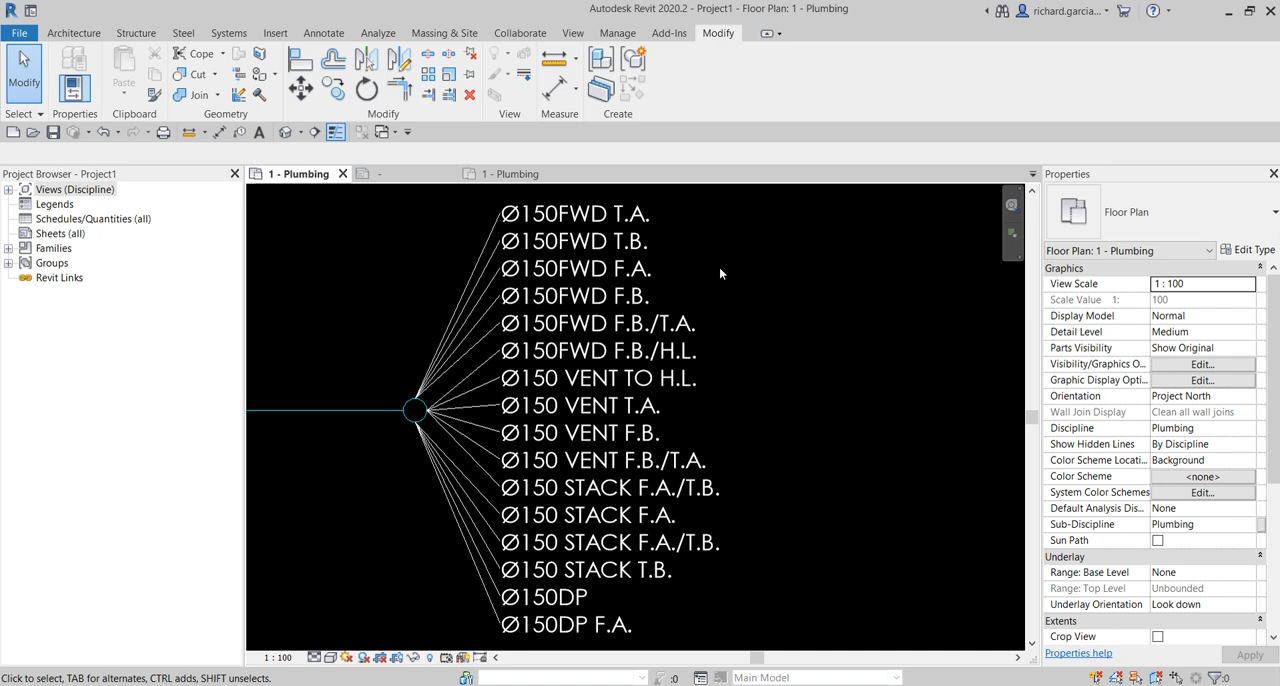 Autodesk Revit 2020.2 - Project1 - Floor Plan: 1 - Plumbing
richard.garcia...
File Architecture Structure Steel Systems Insert Annotate Analyze Massing & Site Collaborate View Manage Add-Ins Modify
Modify
Paste
Cope
Cut
Join
Select Properties Clipboard Geometry Modify View Measure Create
Project Browser - Project1
1 - Plumbing
-
1 - Plumbing
Properties
Views (Discipline)
Legends
Schedules/Quantities (all)
Sheets (all)
Families
Groups
Revit Links
Ø150FWD T.A.
Ø150FWD T.B.
Ø150FWD F.A.
Ø150FWD F.B.
Ø150FWD F.B./T.A.
Ø150FWD F.B./H.L.
Ø150 VENT TO H.L.
Ø150 VENT T.A.
Ø150 VENT F.B.
Ø150 VENT F.B./T.A.
Ø150 STACK F.A./T.B.
Ø150 STACK F.A.
Ø150 STACK F.A./T.B.
Ø150 STACK T.B.
Ø150DP
Ø150DP F.A.
Floor Plan
Floor Plan: 1 - Plumbing Edit Type
Graphics
View Scale 1 : 100
Scale Value 1: 100
Display Model Normal
Detail Level Medium
Parts Visibility Show Original
Visibility/Graphics O... Edit...
Graphic Display Opti... Edit...
Orientation Project North
Wall Join Display Clean all wall joins
Discipline Plumbing
Show Hidden Lines By Discipline
Color Scheme Locati... Background
Color Scheme <none>
System Color Schemes Edit...
Default Analysis Dis... None
Sub-Discipline Plumbing
Sun Path
Underlay
Range: Base Level None
Range: Top Level Unbounded
Underlay Orientation Look down
Extents
Crop View
Properties help Apply
1 : 100
Click to select, TAB for alternates, CTRL adds, SHIFT unselects.
:0
Main Model
:0